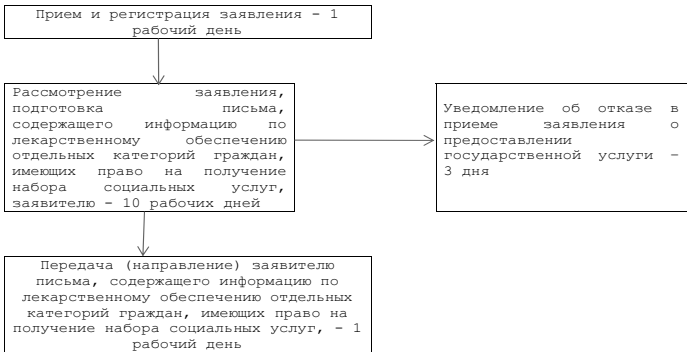 Прием и регистрация заявления – 1
рабочий день
Рассмотрение заявления,
подготовка письма,
содержащего информацию по
лекарственному обеспечению
отдельных категорий граждан,
имеющих право на получение
набора социальных услуг,
заявителю – 10 рабочих дней
Уведомление об отказе в
приеме заявления о
предоставлении
государственной услуги –
3 дня
Передача (направление) заявителю
письма, содержащего информацию по
лекарственному обеспечению отдельных
категорий граждан, имеющих право на
получение набора социальных услуг, – 1
рабочий день